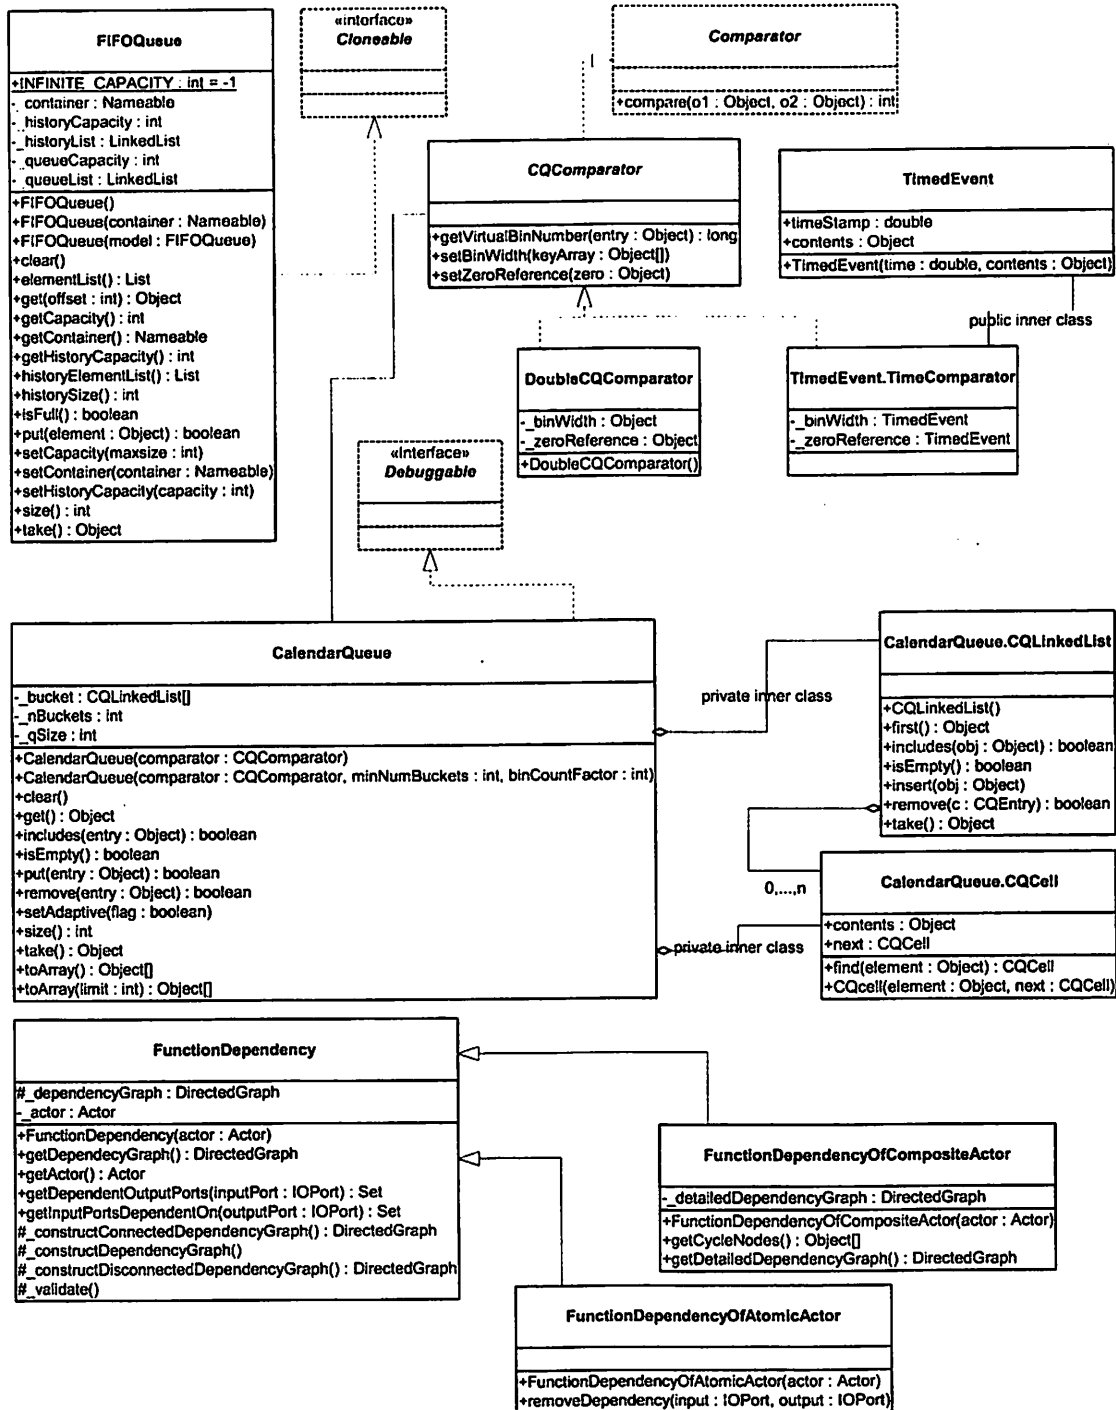 FIFOQueue
+INFINITE_CAPACITY : int = -1
-_container : Nameable
-_historyCapacity : int
-_historyList : LinkedList
-_queueCapacity : int
-_queueList : LinkedList
+FIFOQueue()
+FIFOQueue(container : Nameable)
+FIFOQueue(model : FIFOQueue)
+clear()
+elementList() : List
+get(offset : int) : Object
+getCapacity() : int
+getContainer() : Nameable
+getHistoryCapacity() : int
+historyElementList() : List
+historySize() : int
+isFull() : boolean
+put(element : Object) : boolean
+setCapacity(maxsize : int)
+setContainer(container : Nameable)
+setHistoryCapacity(capacity : int)
+size() : int
+take() : Object
«interface»
Cloneable
Comparator
+compare(o1 : Object, o2 : Object) : int
CQComparator
+getVirtualBinNumber(entry : Object) : long
+setBinWidth(keyArray : Object[])
+setZeroReference(zero : Object)
TimedEvent
+timeStamp : double
+contents : Object
+TimedEvent(time : double, contents : Object)
public inner class
DoubleCQComparator
-_binWidth : Object
-_zeroReference : Object
+DoubleCQComparator()
TimedEvent.TimeComparator
-_binWidth : TimedEvent
-_zeroReference : TimedEvent
«Interface»
Debuggable
CalendarQueue
-_bucket : CQLinkedList[]
-_nBuckets : int
-_qSize : int
+CalendarQueue(comparator : CQComparator)
+CalendarQueue(comparator : CQComparator, minNumBuckets : int, binCountFactor : int)
+clear()
+get() : Object
+includes(entry : Object) : boolean
+isEmpty() : boolean
+put(entry : Object) : boolean
+remove(entry : Object) : boolean
+setAdaptive(flag : boolean)
+size() : int
+take() : Object
+toArray() : Object[]
+toArray(limit : int) : Object[]
private inner class
CalendarQueue.CQLinkedList
+CQLinkedList()
+first() : Object
+includes(obj : Object) : boolean
+isEmpty() : boolean
+insert(obj : Object)
+remove(c : CQEntry) : boolean
+take() : Object
0,...,n
private inner class
CalendarQueue.CQCell
+contents : Object
+next : CQCell
+find(element : Object) : CQCell
+CQcell(element : Object, next : CQCell)
FunctionDependency
#_dependencyGraph : DirectedGraph
-_actor : Actor
+FunctionDependency(actor : Actor)
+getDependecyGraph() : DirectedGraph
+getActor() : Actor
+getDependentOutputPorts(inputPort : IOPort) : Set
+getInputPortsDependentOn(outputPort : IOPort) : Set
#_constructConnectedDependencyGraph() : DirectedGraph
#_constructDependencyGraph()
#_constructDisconnectedDependencyGraph() : DirectedGraph
#_validate()
FunctionDependencyOfCompositeActor
-_detailedDependencyGraph : DirectedGraph
+FunctionDependencyOfCompositeActor(actor : Actor)
+getCycleNodes() : Object[]
+getDetailedDependencyGraph() : DirectedGraph
FunctionDependencyOfAtomicActor
+FunctionDependencyOfAtomicActor(actor : Actor)
+removeDependency(input : IOPort, output : IOPort)